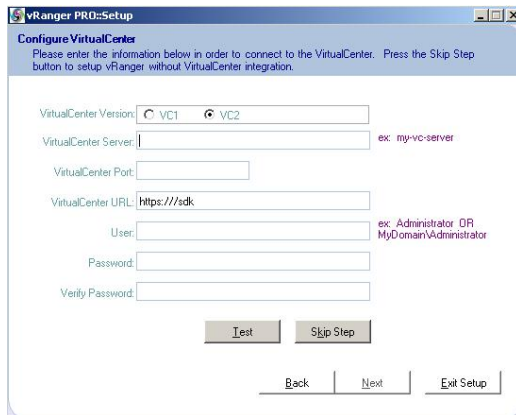 vRanger PRO::Setup
Configure VirtualCenter
Please enter the information below in order to connect to the VirtualCenter. Press the Skip Step
button to setup vRanger without VirtualCenter integration.
VirtualCenter Version: VC1 VC2
VirtualCenter Server: ex: my-vc-server
VirtualCenter Port:
VirtualCenter URL: https:///sdk
User: ex: Administrator OR
MyDomain\Administrator
Password:
Verify Password:
Test Skip Step
Back Next Exit Setup